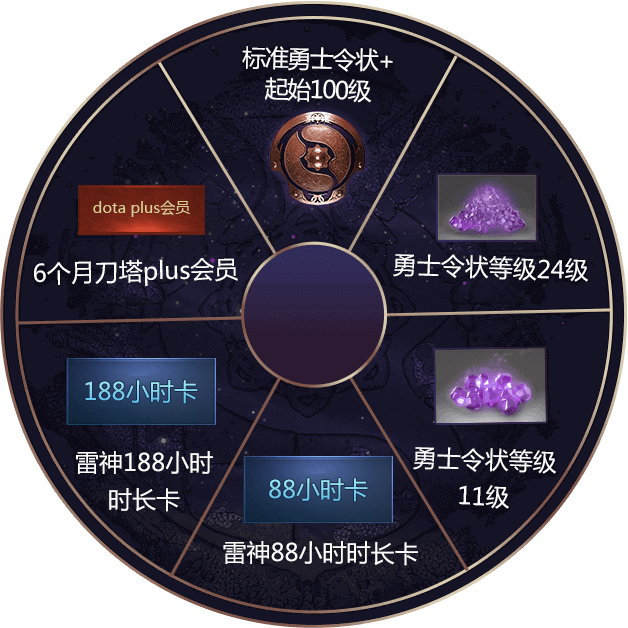 标准勇士令状+
起始100级
勇士令状等级24级
勇士令状等级
11级
88小时卡
雷神88小时时长卡
188小时卡
雷神188小时
时长卡
dota plus会员
6个月刀塔plus会员